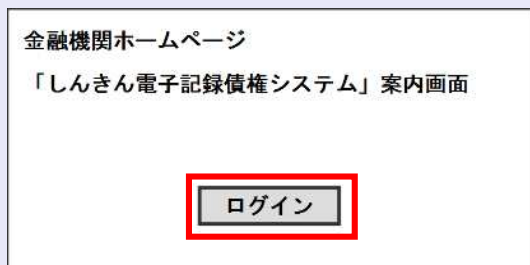 金融機関ホームページ
「しんきん電子記録債権システム」案内画面
ログイン